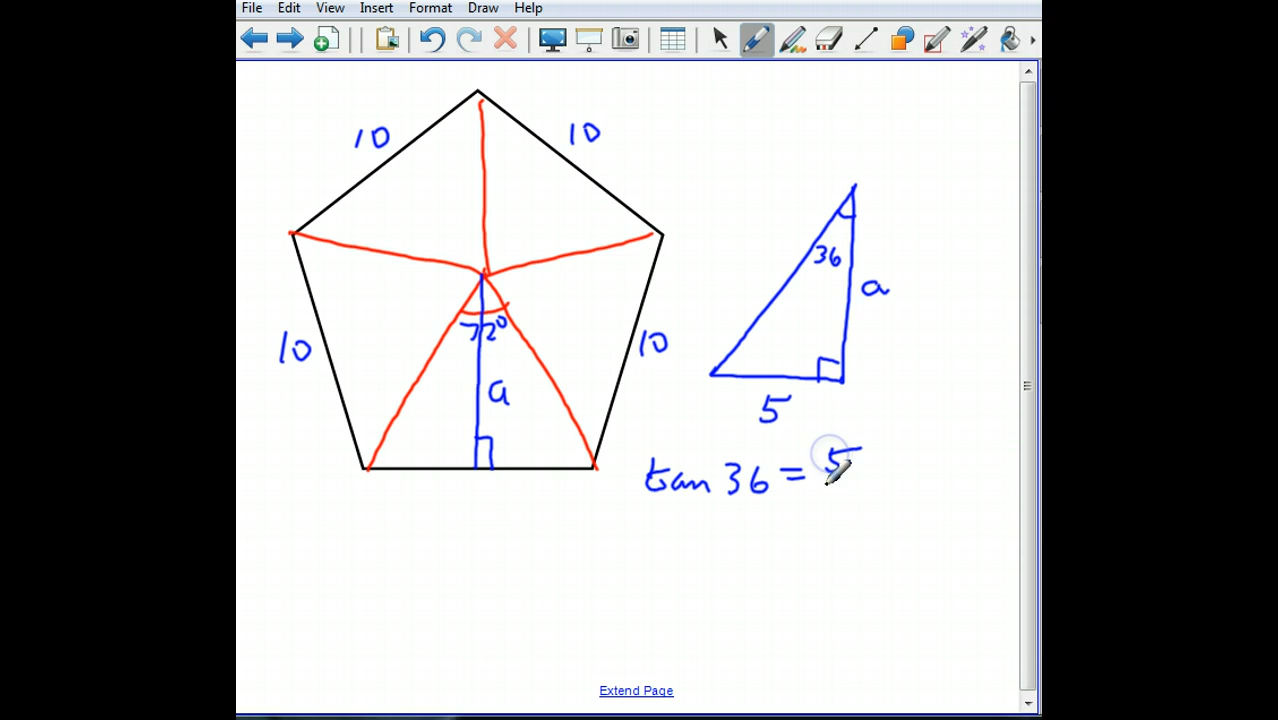 File Edit View Insert Format Draw Help
10
10
36
a
72°
10
10
a
5
tan 36 = 5
Extend Page